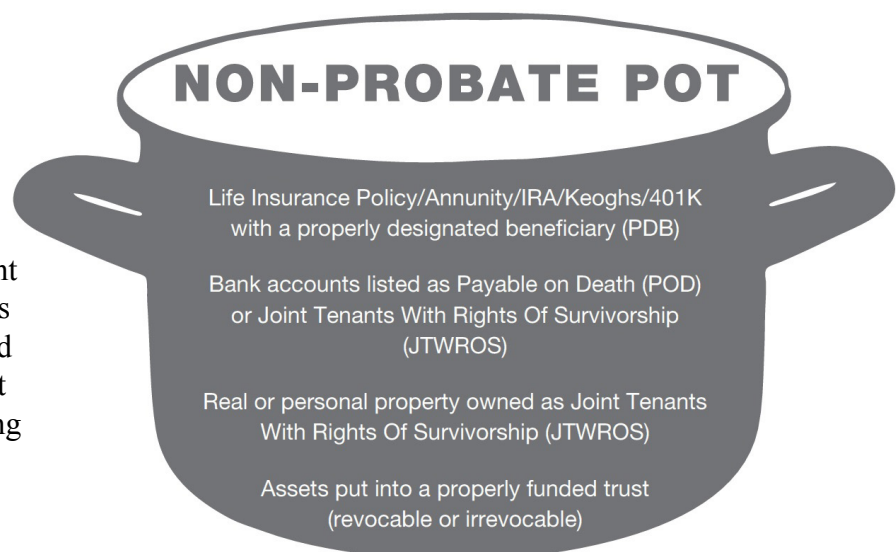 NON-PROBATE POT
Life Insurance Policy/Annunity/IRA/Keoghs/401K
with a properly designated beneficiary (PDB)
Bank accounts listed as Payable on Death (POD)
or Joint Tenants With Rights Of Survivorship
(JTWROS)
Real or personal property owned as Joint Tenants
With Rights Of Survivorship (JTWROS)
Assets put into a properly funded trust
(revocable or irrevocable)